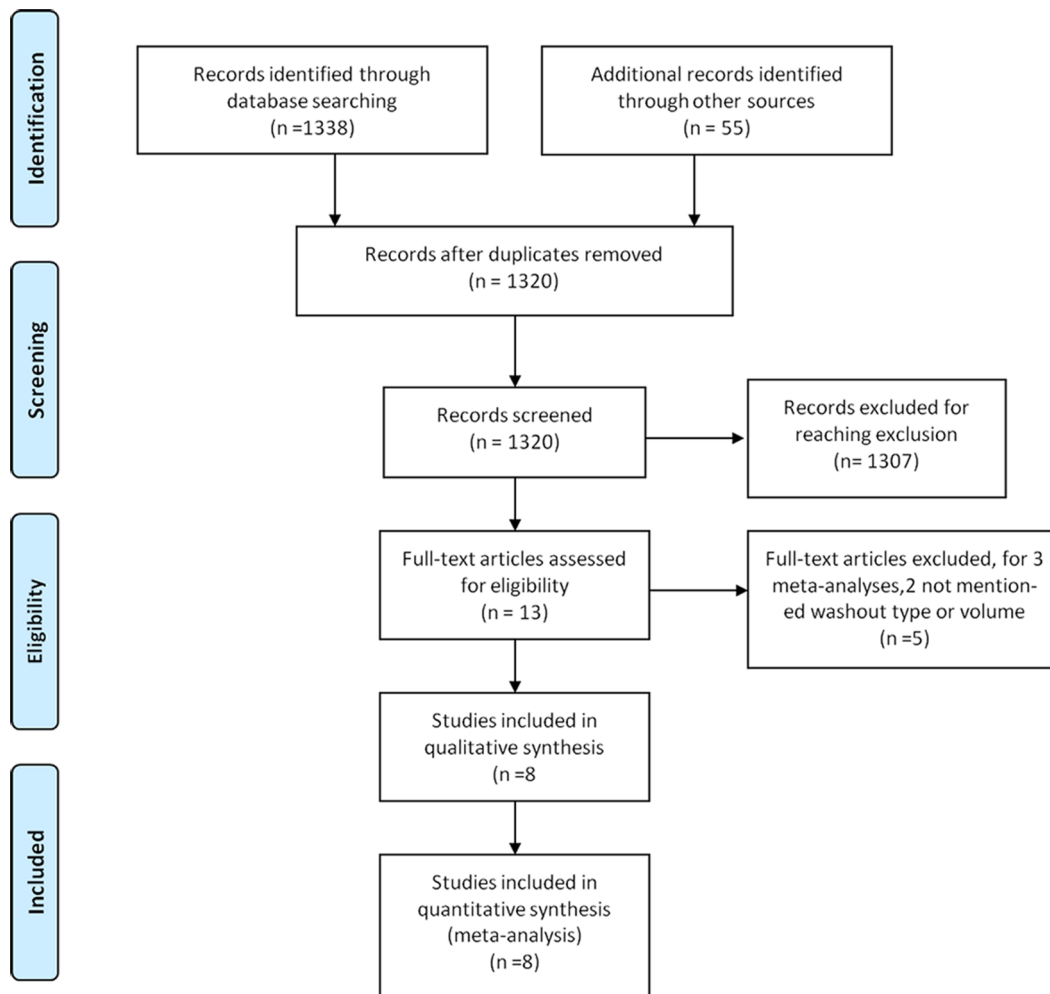 Identification
Records identified through
database searching
(n =1338)
Additional records identified
through other sources
(n = 55)
Records after duplicates removed
(n = 1320)
Screening
Records screened
(n = 1320)
Records excluded for
reaching exclusion
(n= 1307)
Eligibility
Full-text articles assessed
for eligibility
(n = 13)
Full-text articles excluded, for 3
meta-analyses,2 not mention-
ed washout type or volume
(n =5)
Studies included in
qualitative synthesis
(n =8
Included
Studies included in
quantitative synthesis
(meta-analysis)
(n =8)